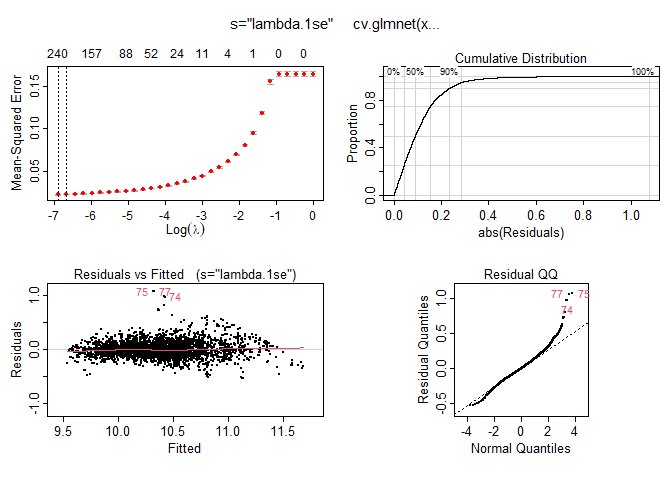 s="lambda.1se" cv.glmnet(x...
240 157 88 52 24 11 4 1 0 0
Mean-Squared Error
0.05 0.10 0.15
-7 -6 -5 -4 -3 -2 -1 0
Log(λ)
Cumulative Distribution
0% 50% 90% 100%
Proportion
0.0 0.4 0.8
0.0 0.2 0.4 0.6 0.8 1.0
abs(Residuals)
Residuals vs Fitted (s="lambda.1se")
75 77
74
Residuals
-1.0 0.0 1.0
9.5 10.0 10.5 11.0 11.5
Fitted
Residual QQ
77 75
74
Residual Quantiles
-0.5 0.0 0.5 1.0
-4 -2 0 2 4
Normal Quantiles